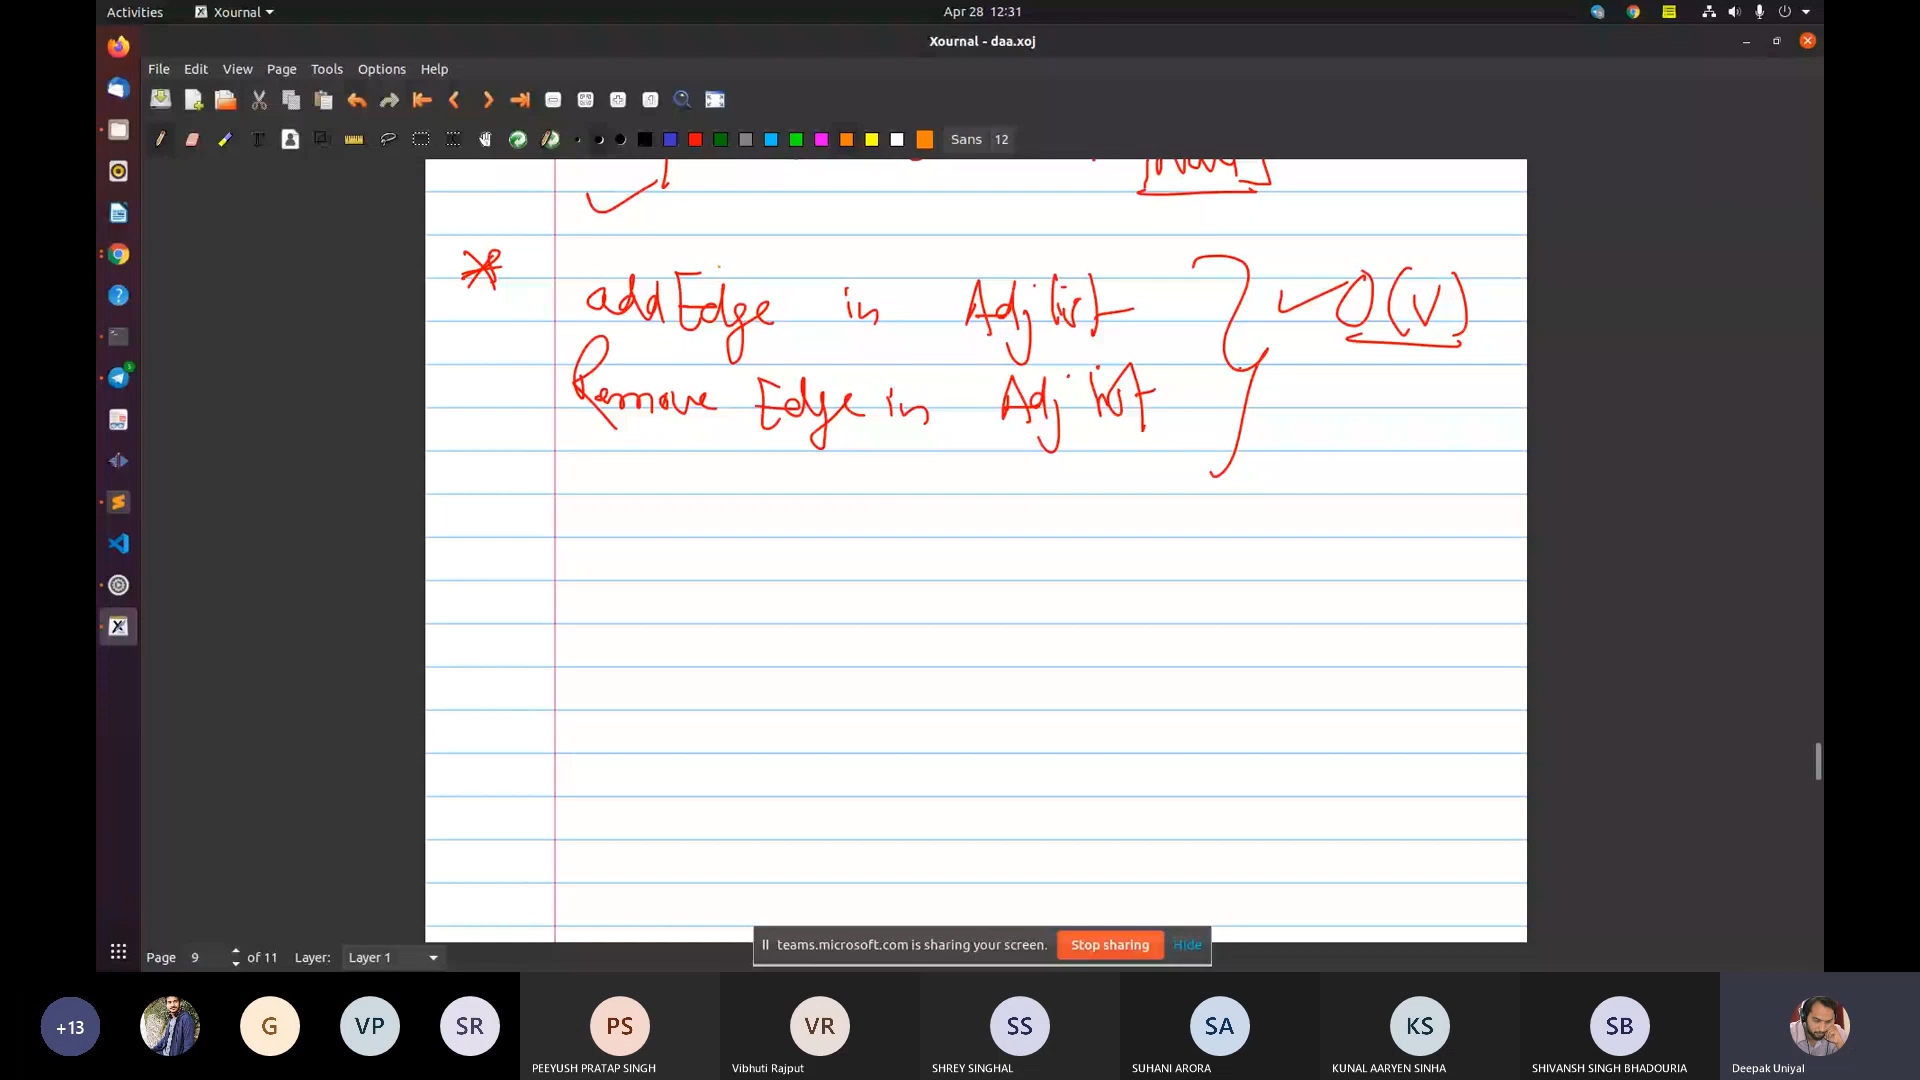 Activities Xournal Apr 28 12:31
Xournal - daa.xoj
File Edit View Page Tools Options Help
Sans 12
addEdge in Adj list O(V)
Remove Edge in Adj list
teams.microsoft.com is sharing your screen. Stop sharing Hide
Page 9 of 11 Layer: Layer 1
+13 G VP SR PS VR SS SA KS SB
PEEYUSH PRATAP SINGH Vibhuti Rajput SHREY SINGHAL SUHANI ARORA KUNAL AARYEN SINHA SHIVANSH SINGH BHADOURIA Deepak Uniyal